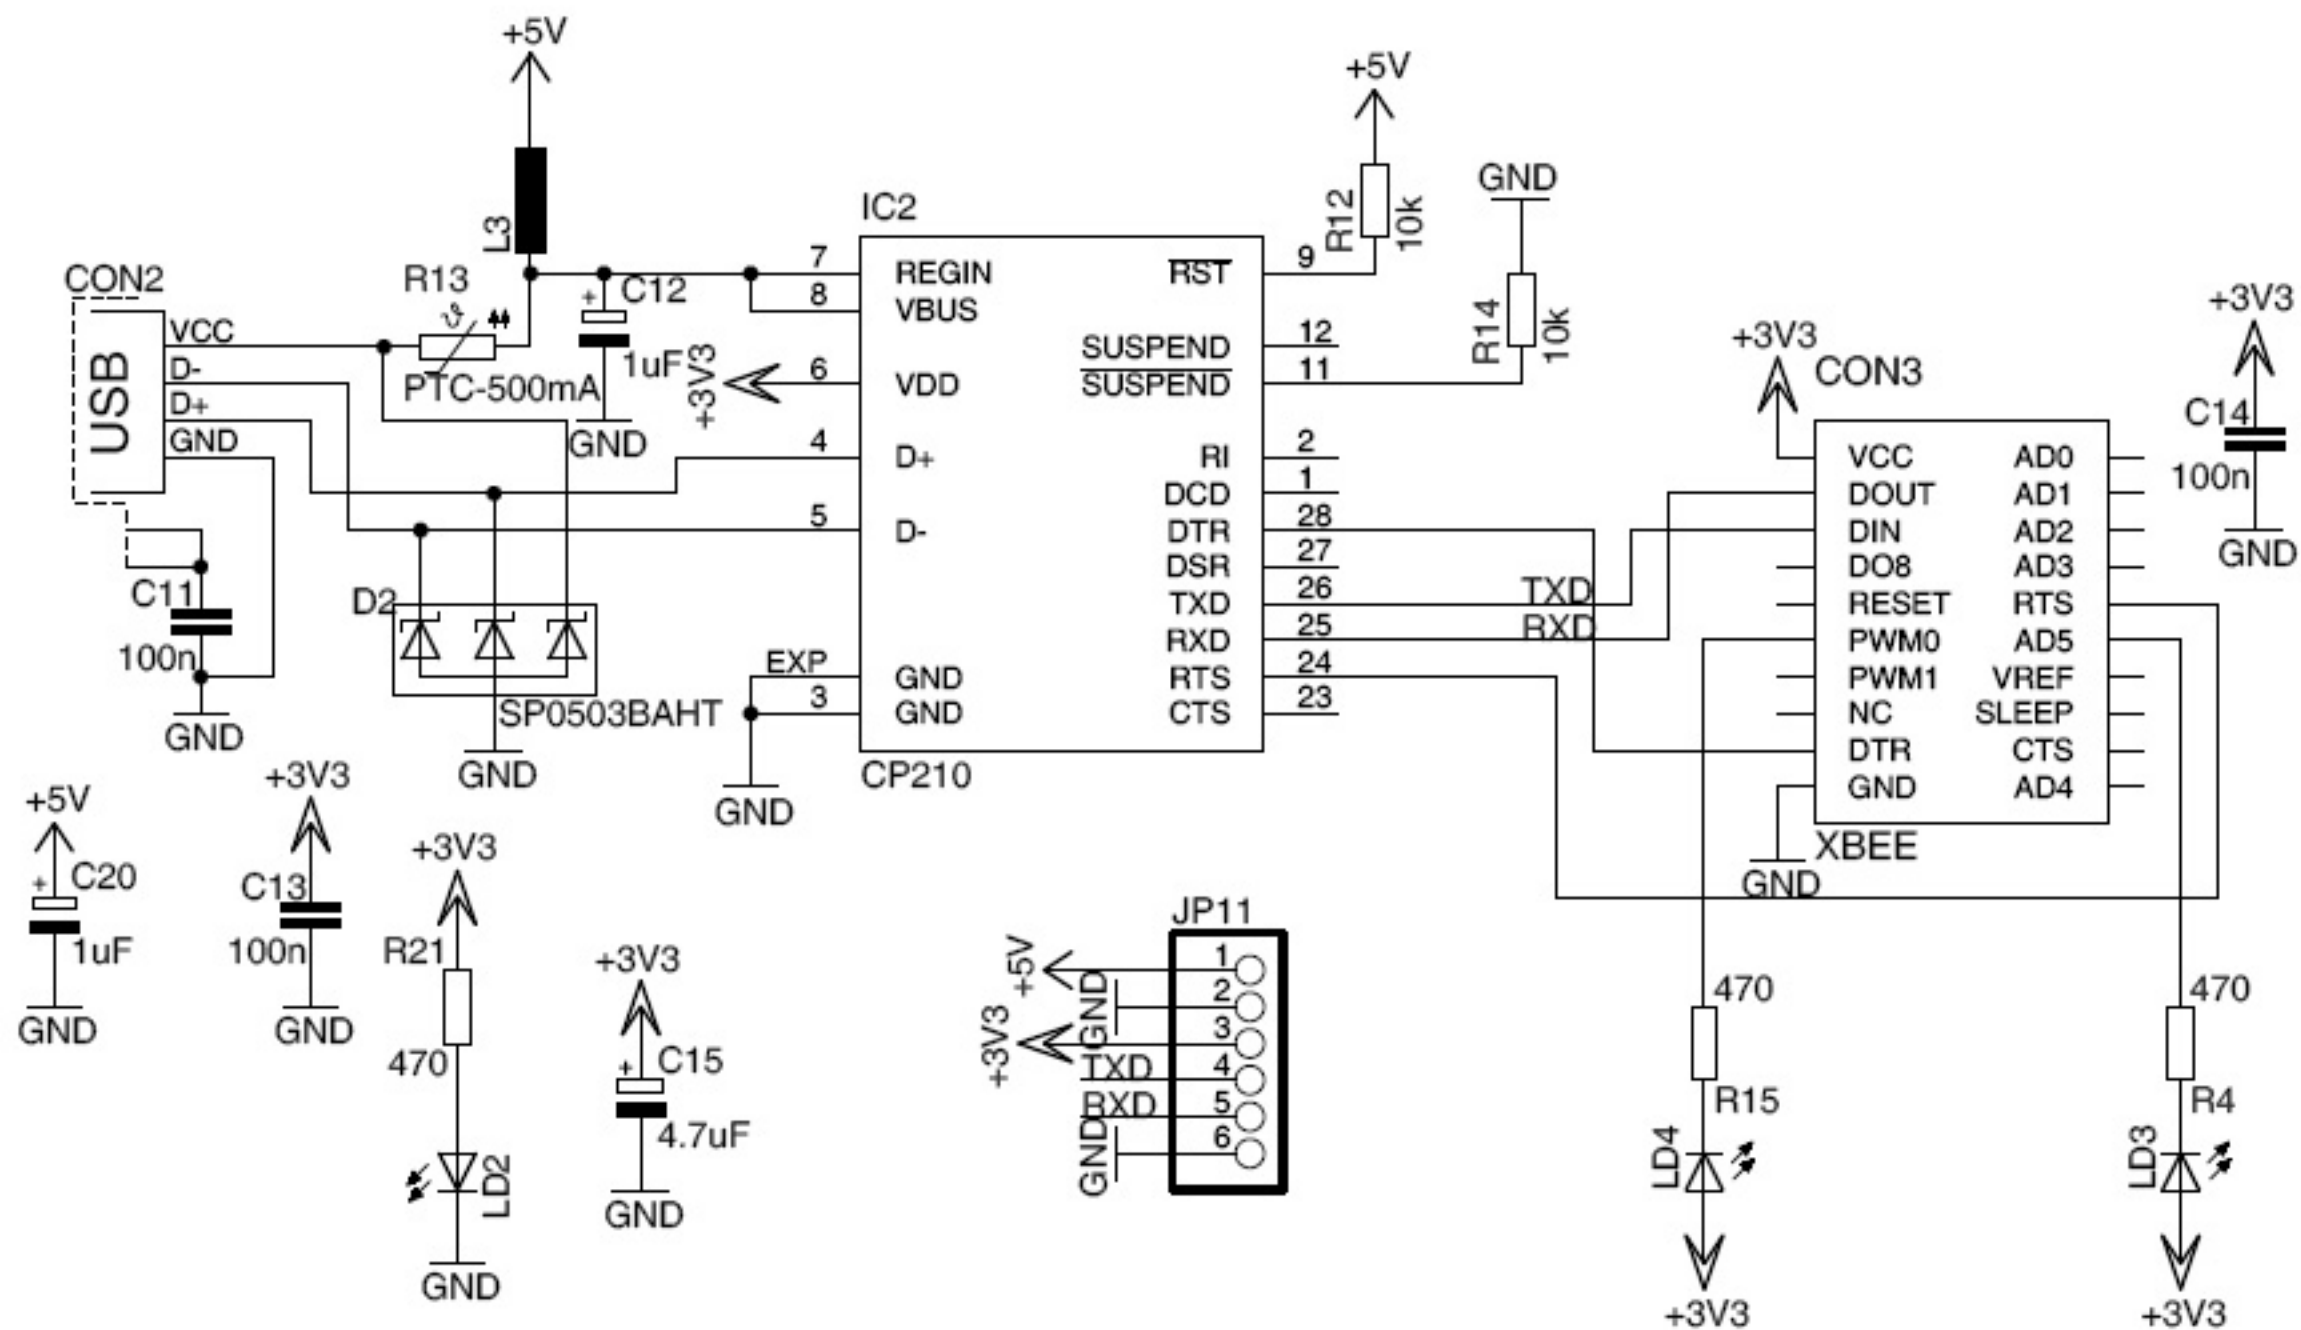 +5V
L3
CON2
USB
VCC
D-
D+
GND
R13
PTC-500mA
C12
1uF
GND
+3V3
C11
100n
GND
D2
SP0503BAHT
GND
IC2
7 REGIN
8 VBUS
6 VDD
4 D+
5 D-
EXP GND
3 GND
GND
RST 9
SUSPEND 12
SUSPEND 11
RI 2
DCD 1
DTR 28
DSR 27
TXD 26
RXD 25
RTS 24
CTS 23
CP210
+5V
R12
10k
GND
R14
10k
TXD
RXD
+3V3
CON3
VCC AD0
DOUT AD1
DIN AD2
DO8 AD3
RESET RTS
PWM0 AD5
PWM1 VREF
NC SLEEP
DTR CTS
GND AD4
XBEE
GND
+3V3
C14
100n
GND
+5V
C20
1uF
GND
+3V3
C13
100n
GND
+3V3
R21
470
LD2
GND
+3V3
C15
4.7uF
GND
JP11
+5V 1
GND 2
+3V3 3
TXD 4
RXD 5
GND 6
470
R15
LD4
+3V3
470
R4
LD3
+3V3